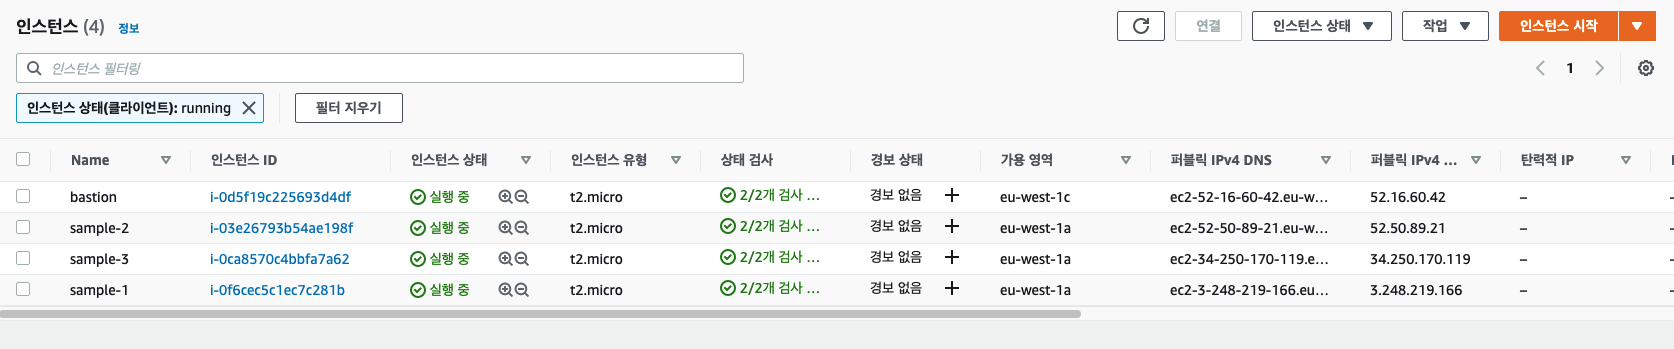 인스턴스 (4) 정보 연결 인스턴스 상태 작업 인스턴스 시작
인스턴스 필터링 1
인스턴스 상태(클라이언트): running 필터 지우기
Name 인스턴스 ID 인스턴스 상태 인스턴스 유형 상태 검사 경보 상태 가용 영역 퍼블릭 IPv4 DNS 퍼블릭 IPv4 ... 탄력적 IP
bastion i-0d5f19c225693d4df 실행 중 t2.micro 2/2개 검사 ... 경보 없음 eu-west-1c ec2-52-16-60-42.eu-w... 52.16.60.42 –
sample-2 i-03e26793b54ae198f 실행 중 t2.micro 2/2개 검사 ... 경보 없음 eu-west-1a ec2-52-50-89-21.eu-w... 52.50.89.21 –
sample-3 i-0ca8570c4bbfa7a62 실행 중 t2.micro 2/2개 검사 ... 경보 없음 eu-west-1a ec2-34-250-170-119.e... 34.250.170.119 –
sample-1 i-0f6cec5c1ec7c281b 실행 중 t2.micro 2/2개 검사 ... 경보 없음 eu-west-1a ec2-3-248-219-166.eu... 3.248.219.166 –